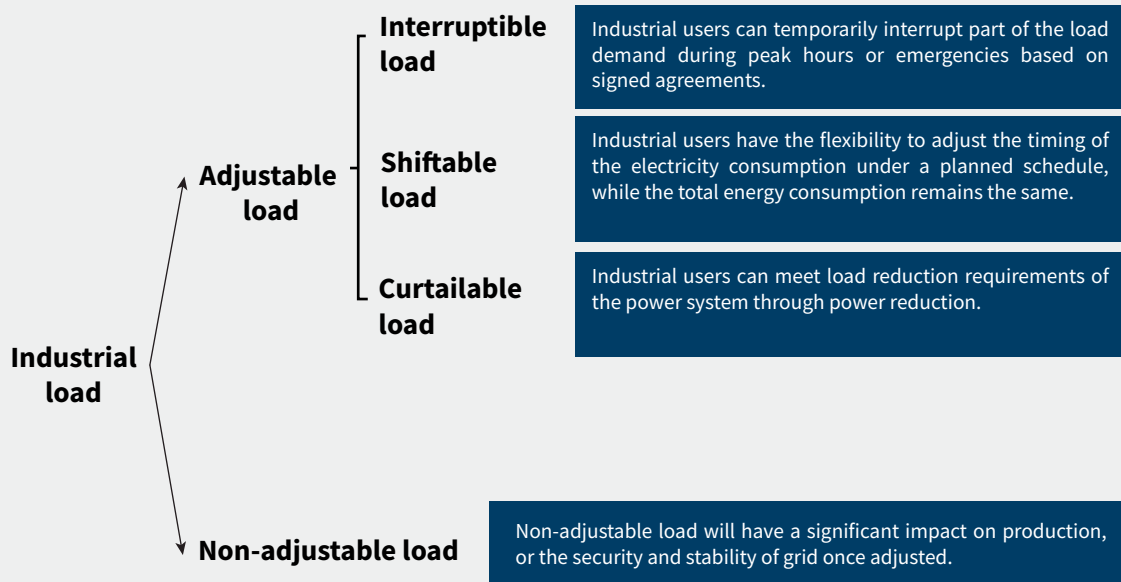 Interruptible
load
Industrial users can temporarily interrupt part of the load
demand during peak hours or emergencies based on
signed agreements.
Adjustable
load
Shiftable
load
Industrial users have the flexibility to adjust the timing of
the electricity consumption under a planned schedule,
while the total energy consumption remains the same.
Curtailable
load
Industrial users can meet load reduction requirements of
the power system through power reduction.
Industrial
load
Non-adjustable load
Non-adjustable load will have a significant impact on production,
or the security and stability of grid once adjusted.